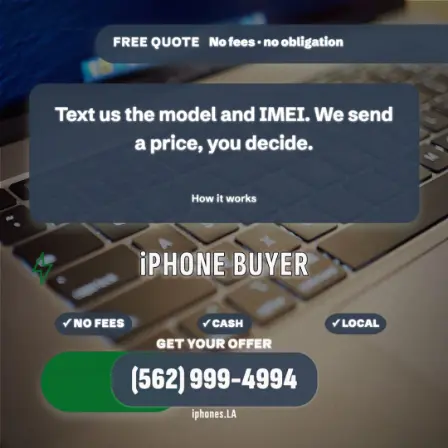 FREE QUOTE No fees • no obligation
Text us the model and IMEI. We send
a price, you decide.
How it works
iPHONE BUYER
✓ NO FEES ✓ CASH ✓ LOCAL
GET YOUR OFFER
(562) 999-4994
iphones.LA